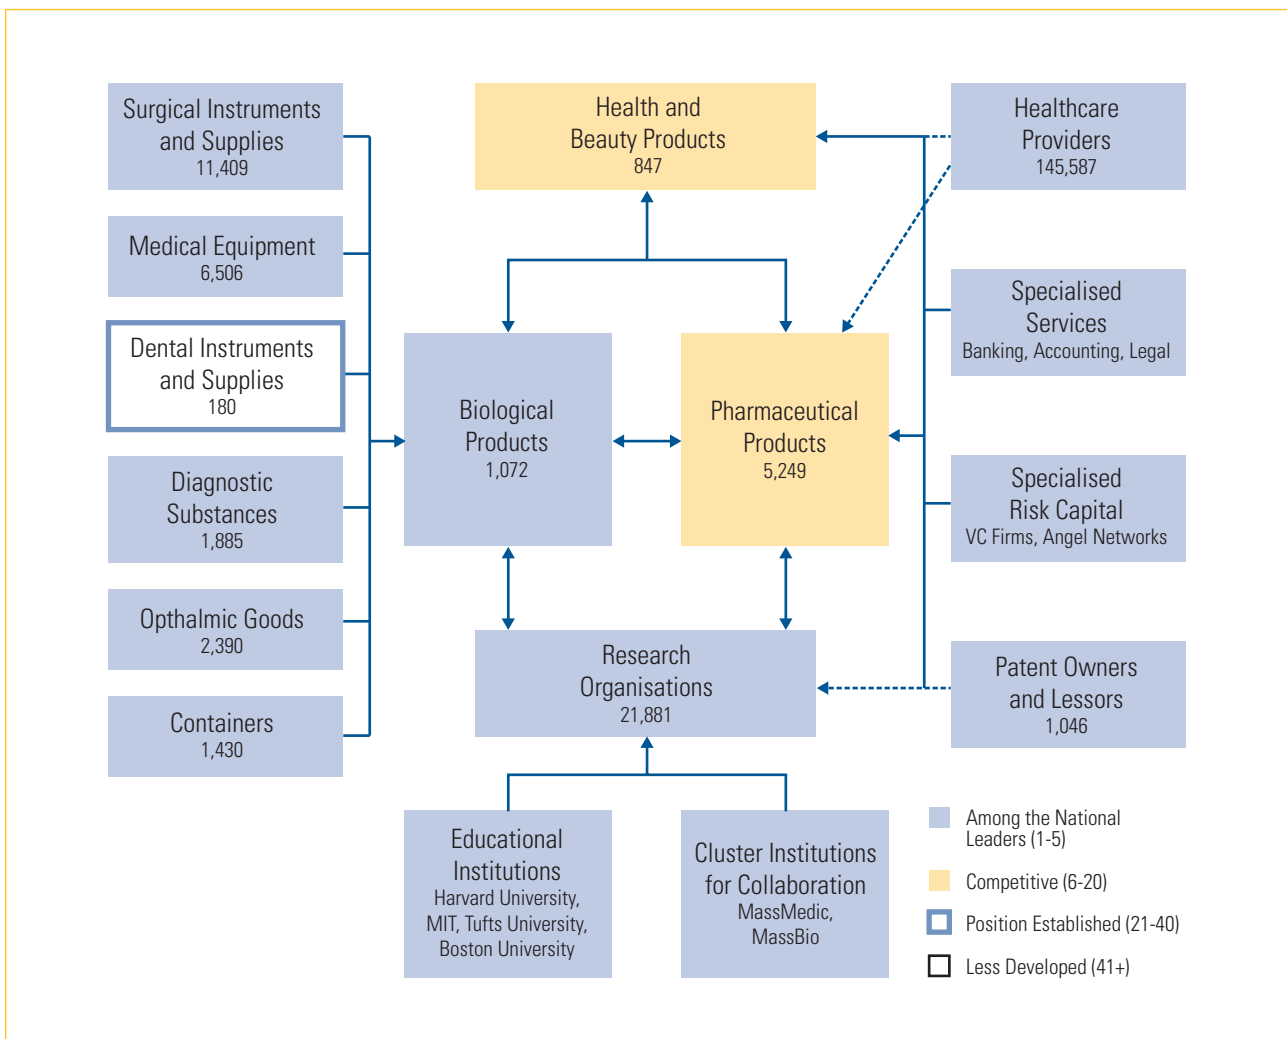 Surgical Instruments
and Supplies
11,409
Medical Equipment
6,506
Dental Instruments
and Supplies
180
Diagnostic
Substances
1,885
Opthalmic Goods
2,390
Containers
1,430
Health and
Beauty Products
847
Biological
Products
1,072
Pharmaceutical
Products
5,249
Research
Organisations
21,881
Educational
Institutions
Harvard University,
MIT, Tufts University,
Boston University
Cluster Institutions
for Collaboration
MassMedic,
MassBio
Healthcare
Providers
145,587
Specialised
Services
Banking, Accounting, Legal
Specialised
Risk Capital
VC Firms, Angel Networks
Patent Owners
and Lessors
1,046
Among the National
Leaders (1-5)
Competitive (6-20)
Position Established (21-40)
Less Developed (41+)